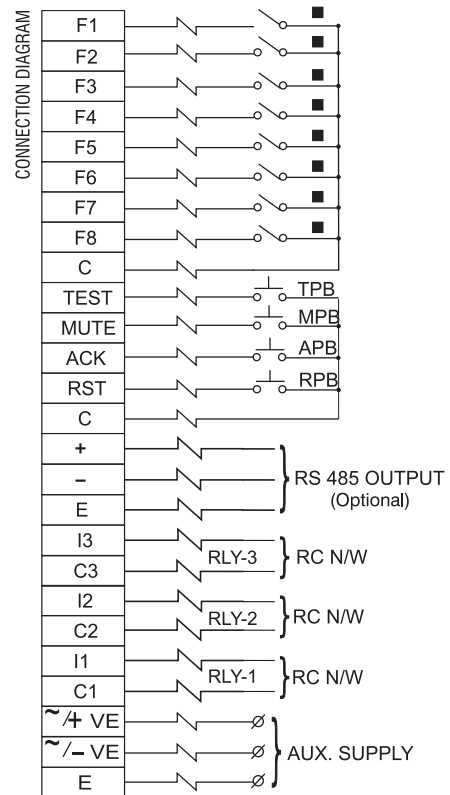 CONNECTION DIAGRAM
F1
F2
F3
F4
F5
F6
F7
F8
C
TEST TPB
MUTE MPB
ACK APB
RST RPB
C
+
–
E
RS 485 OUTPUT
(Optional)
I3
C3
RLY-3 RC N/W
I2
C2
RLY-2 RC N/W
I1
C1
RLY-1 RC N/W
~/+ VE
~/– VE
E
AUX. SUPPLY